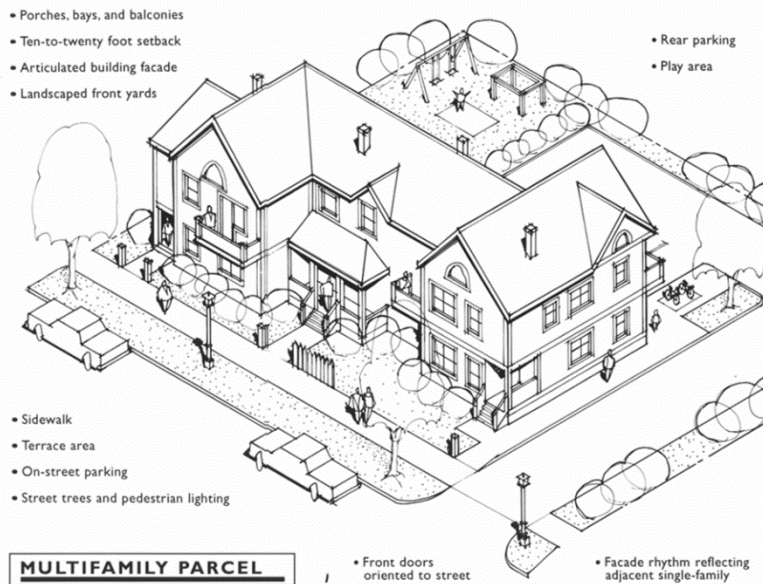 • Porches, bays, and balconies
• Ten-to-twenty foot setback
• Articulated building facade
• Landscaped front yards
• Rear parking
• Play area
• Sidewalk
• Terrace area
• On-street parking
• Street trees and pedestrian lighting
MULTIFAMILY PARCEL
• Front doors
oriented to street
• Facade rhythm reflecting
adjacent single-family